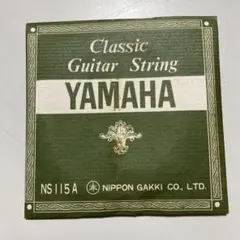 Classic
Guitar String
YAMAHA
NS115A NIPPON GAKKI CO., LTD.